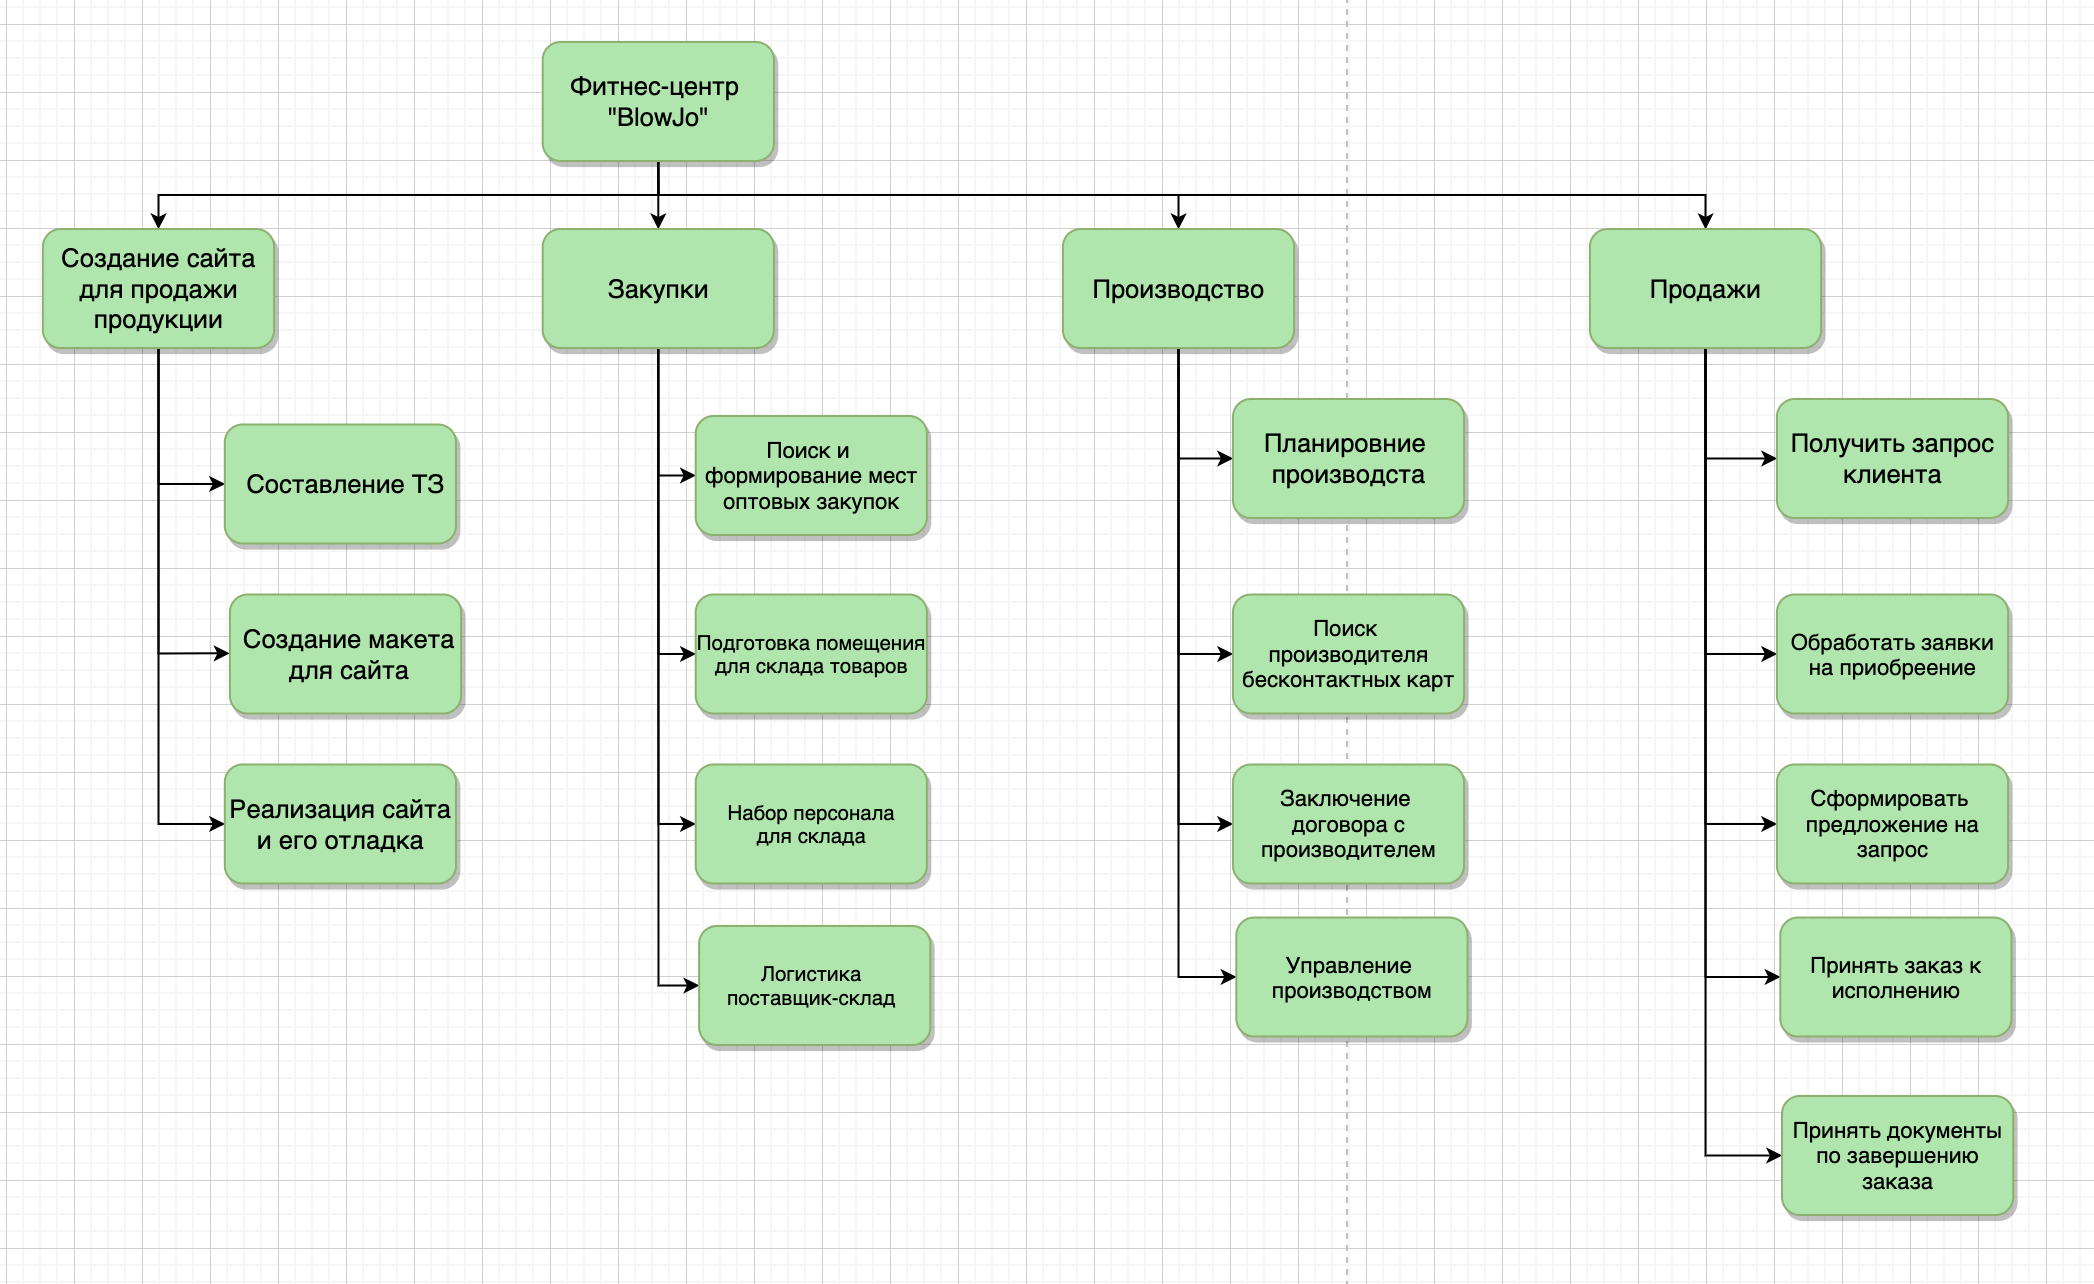 Фитнес-центр
"BlowJo"
Создание сайта
для продажи
продукции
Закупки
Производство
Продажи
Составление ТЗ
Создание макета
для сайта
Реализация сайта
и его отладка
Поиск и
формирование мест
оптовых закупок
Подготовка помещения
для склада товаров
Набор персонала
для склада
Логистика
поставщик-склад
Планировние
производста
Поиск
производителя
бесконтактных карт
Заключение
договора с
производителем
Управление
производством
Получить запрос
клиента
Обработать заявки
на приобреение
Сформировать
предложение на
запрос
Принять заказ к
исполнению
Принять документы
по завершению
заказа